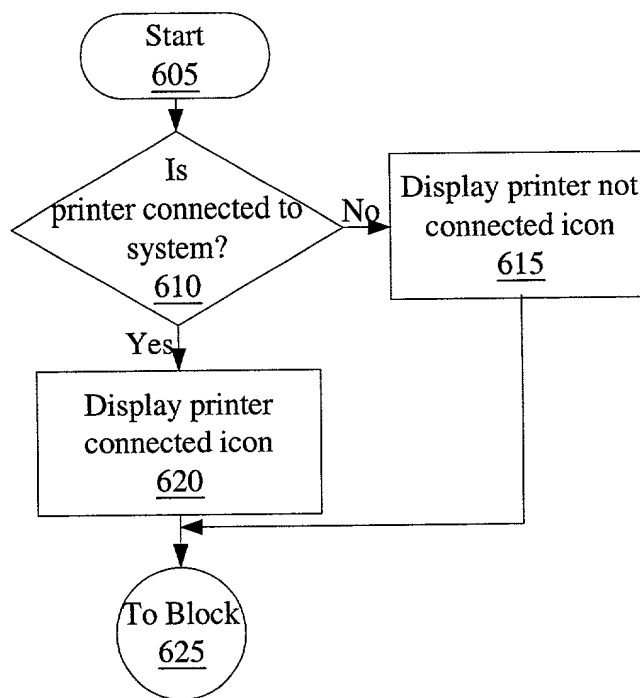 Start
605
Is
printer connected to
system?
610
No
Display printer not
connected icon
615
Yes
Display printer
connected icon
620
To Block
625